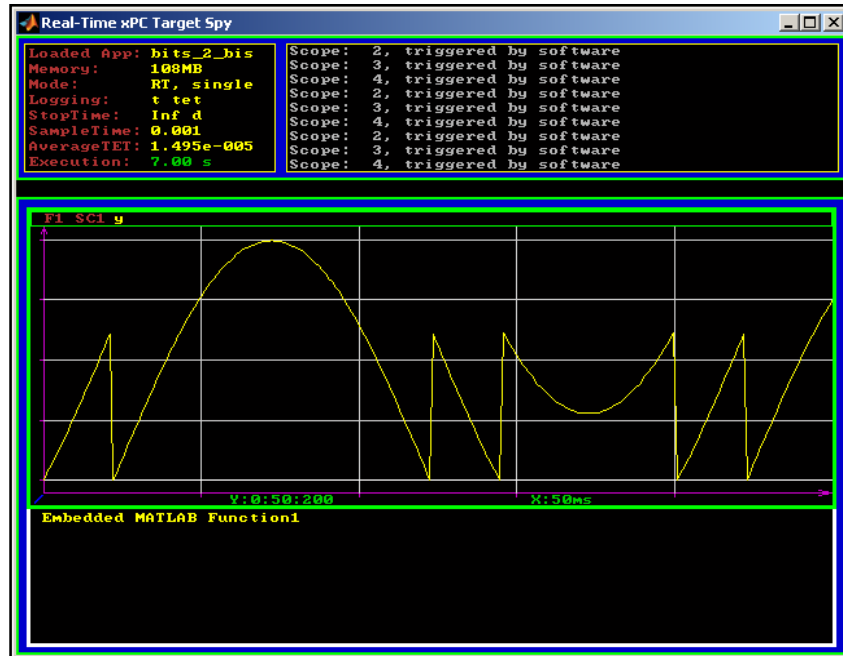 Real-Time xPC Target Spy
Loaded App: bits_2_bis
Memory: 108MB
Mode: RT, single
Logging: t tet
StopTime: Inf d
SampleTime: 0.001
AverageTET: 1.495e-005
Execution: 7.00 s
Scope: 2, triggered by software
Scope: 3, triggered by software
Scope: 4, triggered by software
Scope: 2, triggered by software
Scope: 3, triggered by software
Scope: 4, triggered by software
Scope: 2, triggered by software
Scope: 3, triggered by software
Scope: 4, triggered by software
F1 SC1 y
Y:0:50:200 X:50ms
Embedded MATLAB Function1